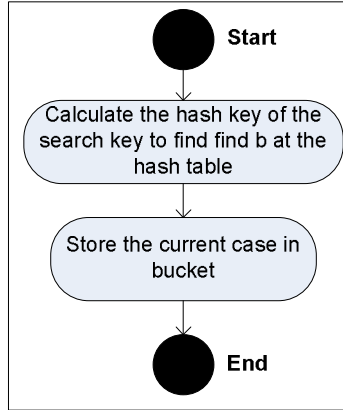 Start
Calculate the hash key of the
search key to find find b at the
hash table
Store the current case in
bucket
End